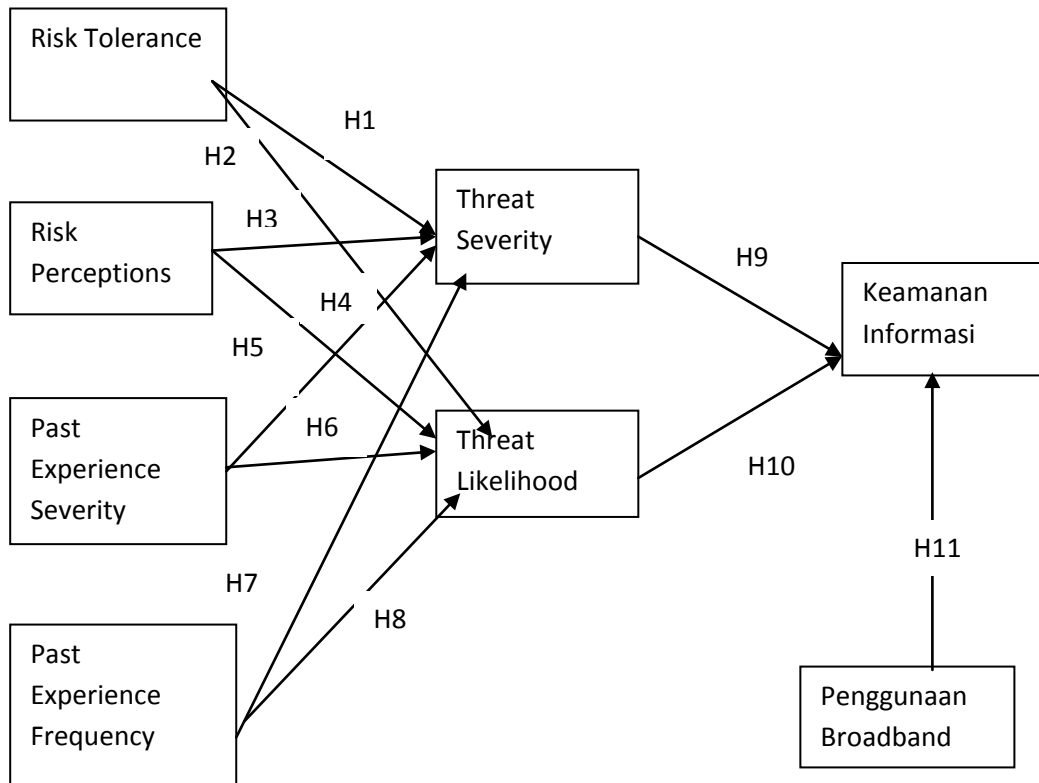 Risk Tolerance
H1
H2
Threat
Severity
Risk
Perceptions
H3
H9
Keamanan
Informasi
H4
H5
Past
Experience
Severity
H6
Threat
Likelihood
H10
H11
H7
H8
Past
Experience
Frequency
Penggunaan
Broadband